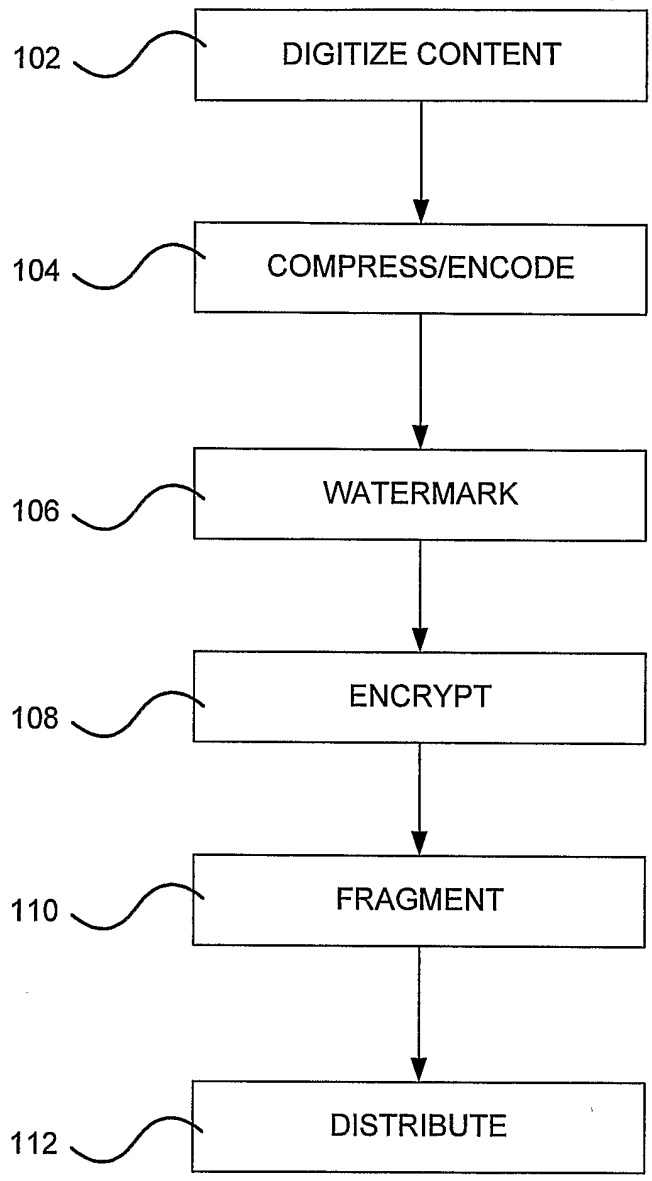 102 DIGITIZE CONTENT
104 COMPRESS/ENCODE
106 WATERMARK
108 ENCRYPT
110 FRAGMENT
112 DISTRIBUTE